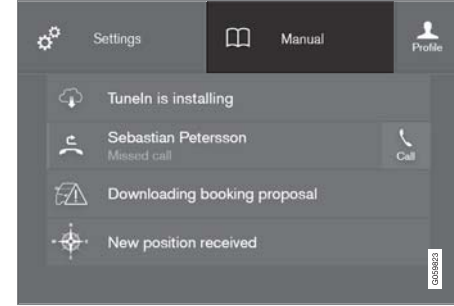 Settings
Manual
Profile
TuneIn is installing
Sebastian Petersson
Missed call
Call
Downloading booking proposal
New position received
G059823